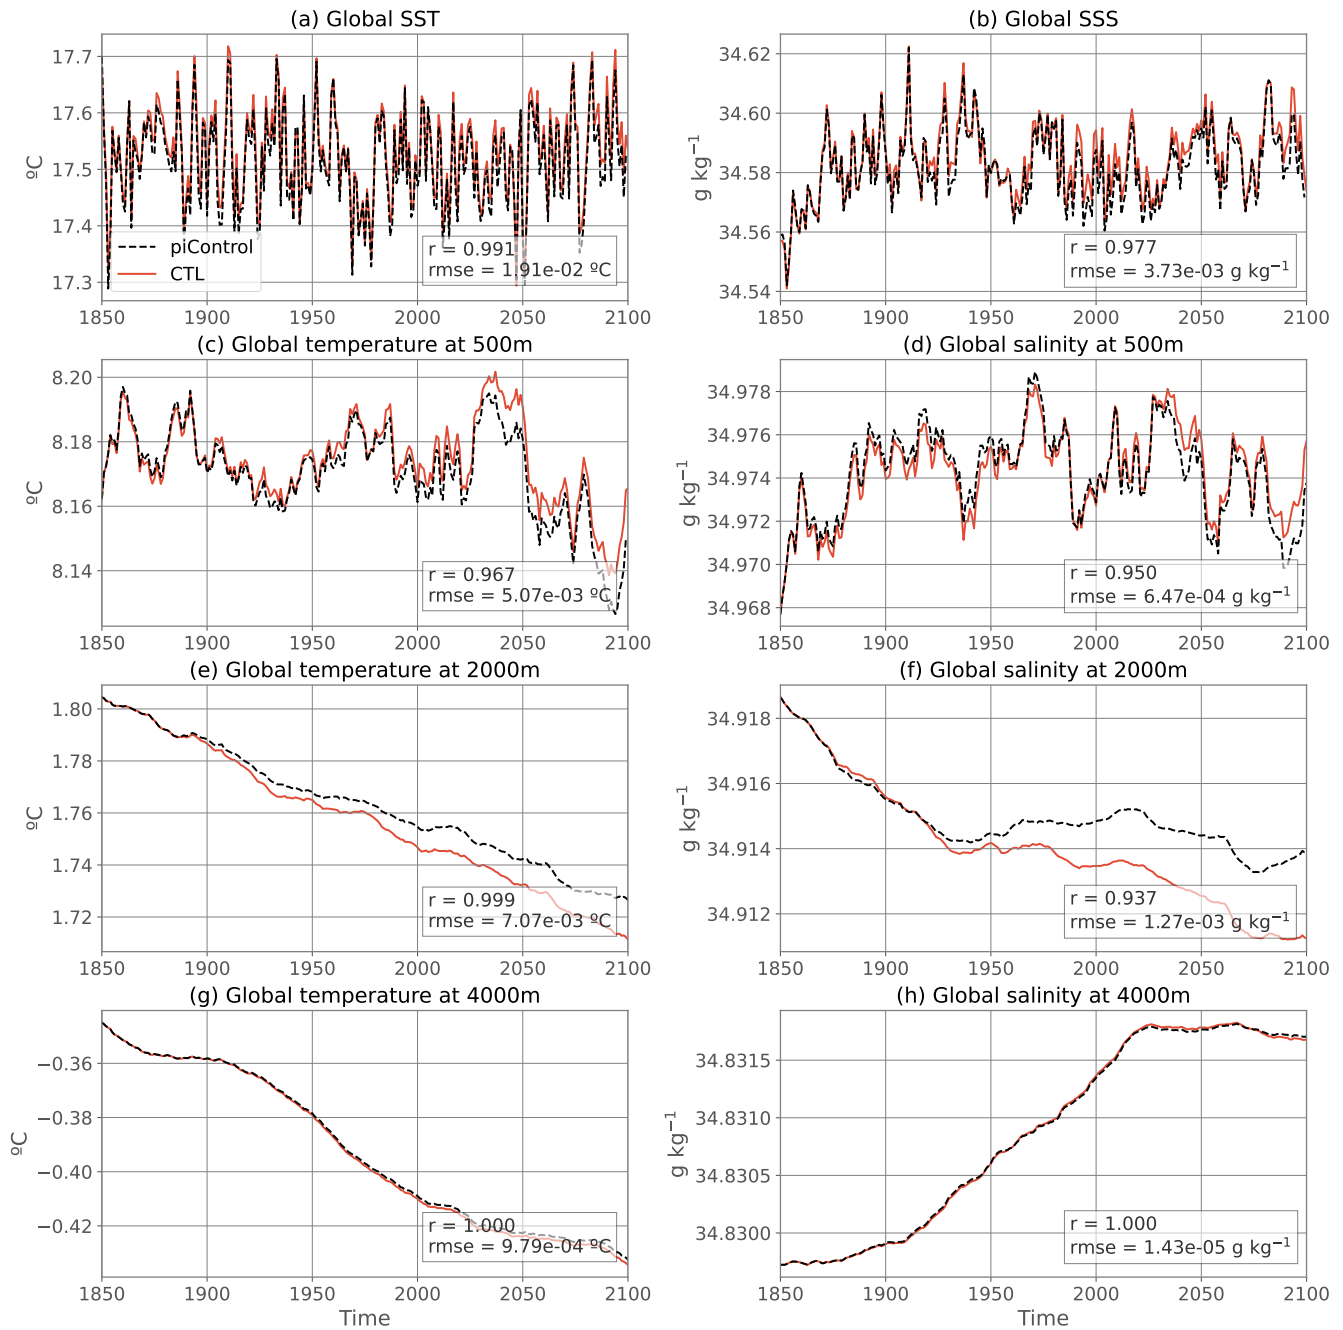 (a) Global SST
17.7
17.6
17.5
17.4
17.3
ºC
piControl
CTL
r = 0.991
rmse = 1.91e-02 ºC
1850 1900 1950 2000 2050 2100
(b) Global SSS
34.62
34.60
34.58
34.56
34.54
g kg⁻¹
r = 0.977
rmse = 3.73e-03 g kg⁻¹
1850 1900 1950 2000 2050 2100
(c) Global temperature at 500m
8.20
8.18
8.16
8.14
ºC
r = 0.967
rmse = 5.07e-03 ºC
1850 1900 1950 2000 2050 2100
(d) Global salinity at 500m
34.978
34.976
34.974
34.972
34.970
34.968
g kg⁻¹
r = 0.950
rmse = 6.47e-04 g kg⁻¹
1850 1900 1950 2000 2050 2100
(e) Global temperature at 2000m
1.80
1.78
1.76
1.74
1.72
ºC
r = 0.999
rmse = 7.07e-03 ºC
1850 1900 1950 2000 2050 2100
(f) Global salinity at 2000m
34.918
34.916
34.914
34.912
g kg⁻¹
r = 0.937
rmse = 1.27e-03 g kg⁻¹
1850 1900 1950 2000 2050 2100
(g) Global temperature at 4000m
−0.36
−0.38
−0.40
−0.42
ºC
r = 1.000
rmse = 9.79e-04 ºC
1850 1900 1950 2000 2050 2100
Time
(h) Global salinity at 4000m
34.8315
34.8310
34.8305
34.8300
g kg⁻¹
r = 1.000
rmse = 1.43e-05 g kg⁻¹
1850 1900 1950 2000 2050 2100
Time